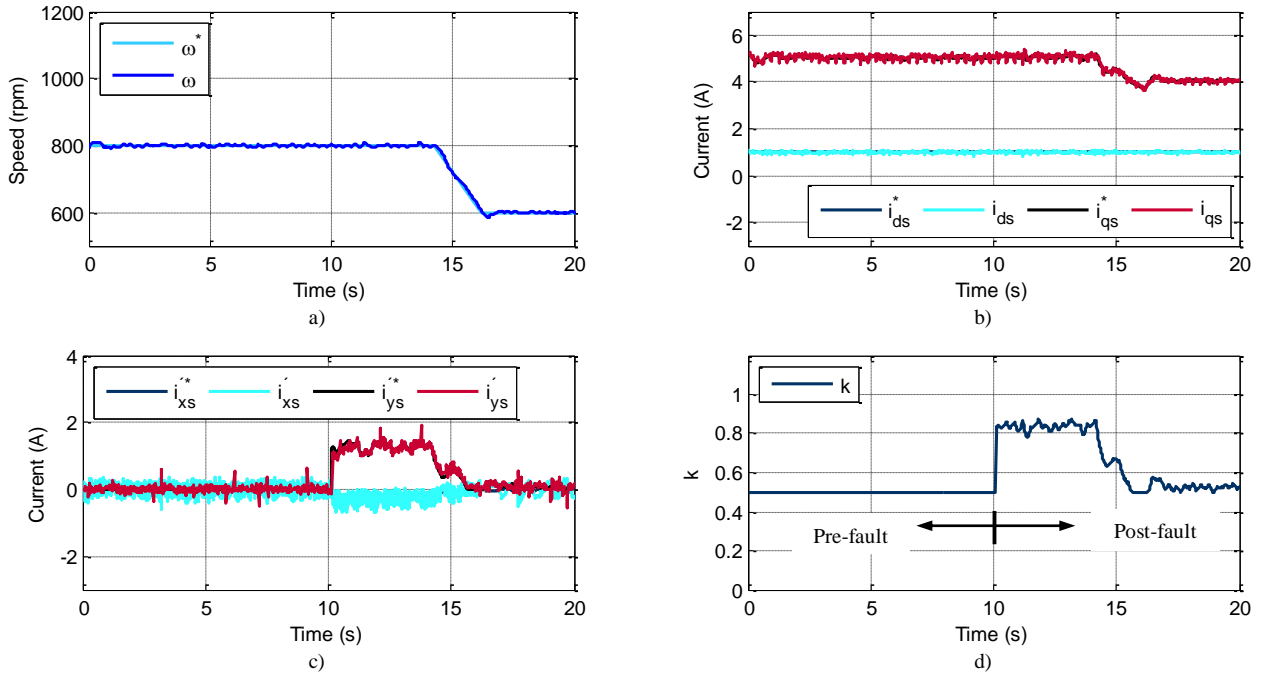 1200
1000
800
600
Speed (rpm)
ω*
ω
0 5 10 15 20
Time (s)
a)
6
4
2
0
-2
Current (A)
i*ds ids i*qs iqs
0 5 10 15 20
Time (s)
b)
4
2
0
-2
Current (A)
i´*xs i´xs i´*ys i´ys
0 5 10 15 20
Time (s)
c)
1
0.8
0.6
0.4
0.2
0
k
k
Pre-fault
Post-fault
0 5 10 15 20
Time (s)
d)